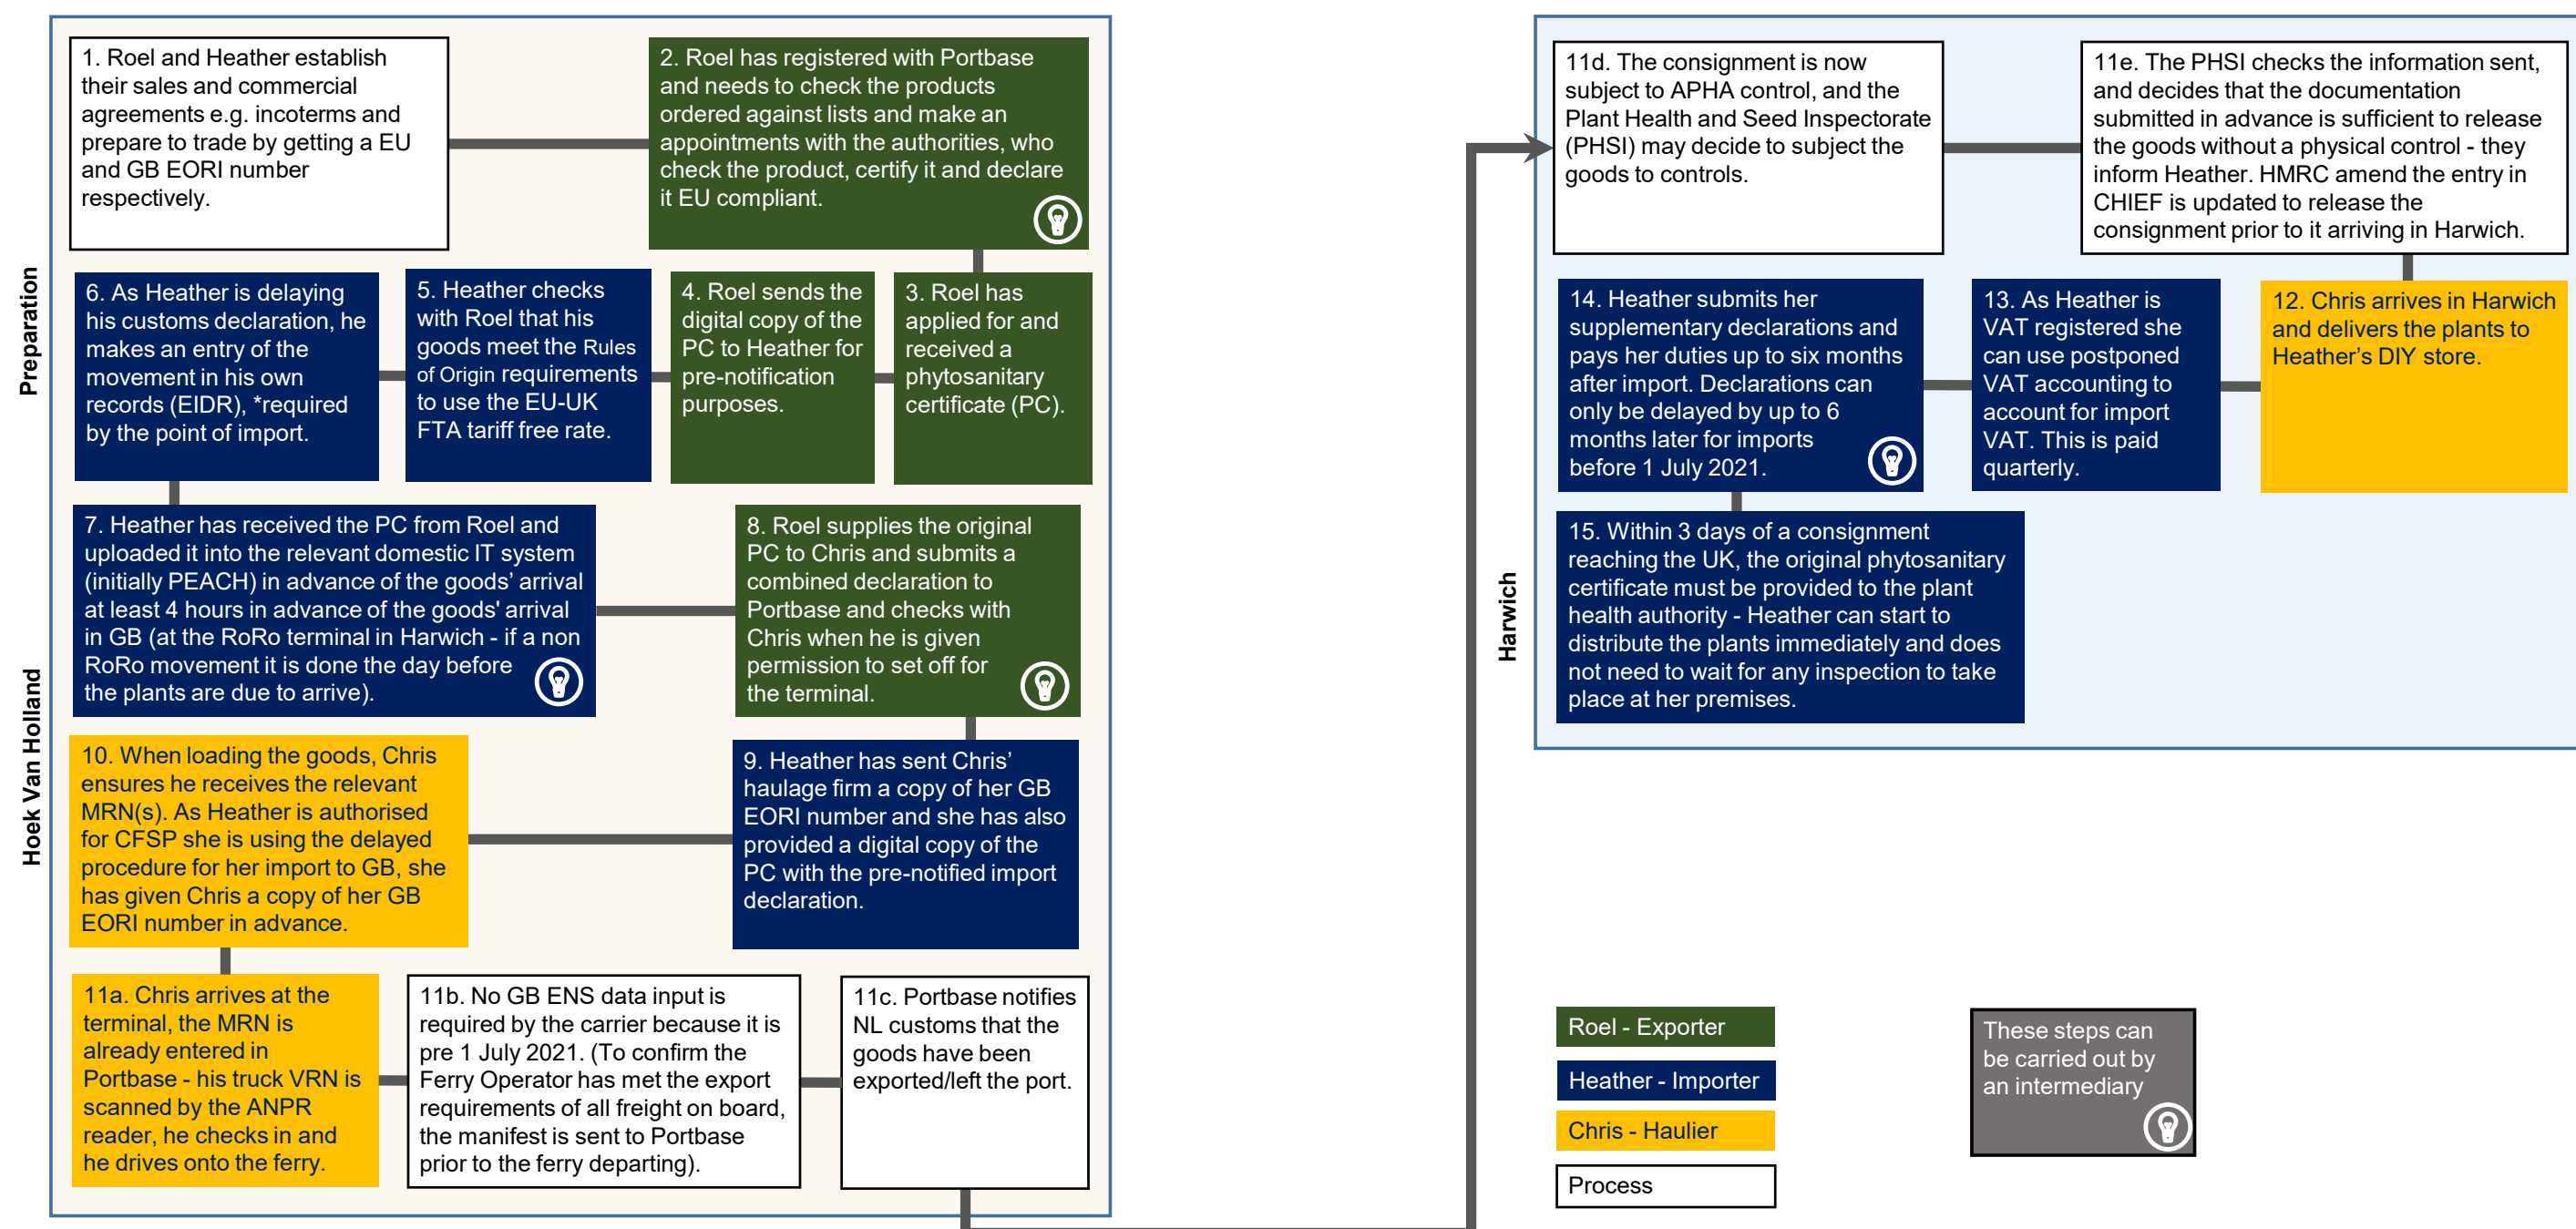 Preparation
Hoek Van Holland
1. Roel and Heather establish
their sales and commercial
agreements e.g. incoterms and
prepare to trade by getting a EU
and GB EORI number
respectively.
2. Roel has registered with Portbase
and needs to check the products
ordered against lists and make an
appointments with the authorities, who
check the product, certify it and declare
it EU compliant.
3. Roel has
applied for and
received a
phytosanitary
certificate (PC).
4. Roel sends the
digital copy of the
PC to Heather for
pre-notification
purposes.
5. Heather checks
with Roel that his
goods meet the Rules
of Origin requirements
to use the EU-UK
FTA tariff free rate.
6. As Heather is delaying
his customs declaration, he
makes an entry of the
movement in his own
records (EIDR), *required
by the point of import.
7. Heather has received the PC from Roel and
uploaded it into the relevant domestic IT system
(initially PEACH) in advance of the goods’ arrival
at least 4 hours in advance of the goods' arrival
in GB (at the RoRo terminal in Harwich - if a non
RoRo movement it is done the day before
the plants are due to arrive).
8. Roel supplies the original
PC to Chris and submits a
combined declaration to
Portbase and checks with
Chris when he is given
permission to set off for
the terminal.
9. Heather has sent Chris’
haulage firm a copy of her GB
EORI number and she has also
provided a digital copy of the
PC with the pre-notified import
declaration.
10. When loading the goods, Chris
ensures he receives the relevant
MRN(s). As Heather is authorised
for CFSP she is using the delayed
procedure for her import to GB, she
has given Chris a copy of her GB
EORI number in advance.
11a. Chris arrives at the
terminal, the MRN is
already entered in
Portbase - his truck VRN is
scanned by the ANPR
reader, he checks in and
he drives onto the ferry.
11b. No GB ENS data input is
required by the carrier because it is
pre 1 July 2021. (To confirm the
Ferry Operator has met the export
requirements of all freight on board,
the manifest is sent to Portbase
prior to the ferry departing).
11c. Portbase notifies
NL customs that the
goods have been
exported/left the port.
Harwich
11d. The consignment is now
subject to APHA control, and the
Plant Health and Seed Inspectorate
(PHSI) may decide to subject the
goods to controls.
11e. The PHSI checks the information sent,
and decides that the documentation
submitted in advance is sufficient to release
the goods without a physical control - they
inform Heather. HMRC amend the entry in
CHIEF is updated to release the
consignment prior to it arriving in Harwich.
12. Chris arrives in Harwich
and delivers the plants to
Heather’s DIY store.
13. As Heather is
VAT registered she
can use postponed
VAT accounting to
account for import
VAT. This is paid
quarterly.
14. Heather submits her
supplementary declarations and
pays her duties up to six months
after import. Declarations can
only be delayed by up to 6
months later for imports
before 1 July 2021.
15. Within 3 days of a consignment
reaching the UK, the original phytosanitary
certificate must be provided to the plant
health authority - Heather can start to
distribute the plants immediately and does
not need to wait for any inspection to take
place at her premises.
Roel - Exporter
Heather - Importer
Chris - Haulier
Process
These steps can
be carried out by
an intermediary